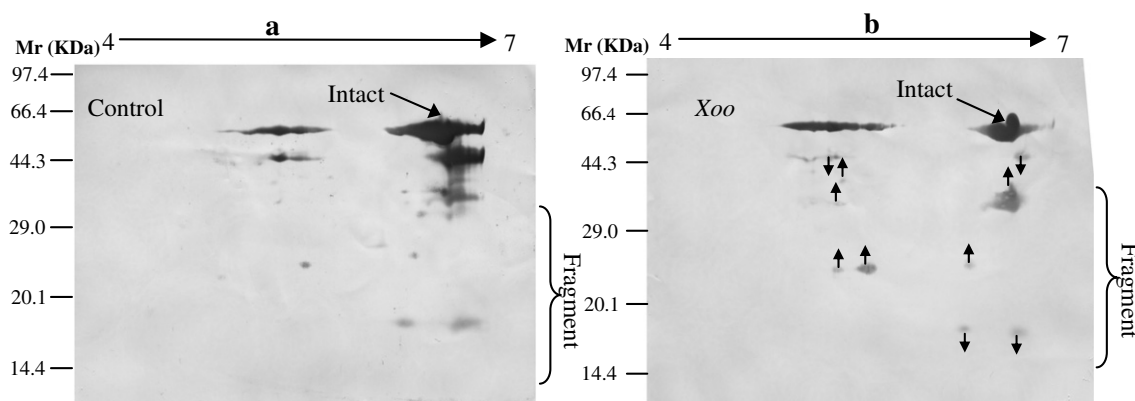 a
Mr (KDa) 4 7
97.4
66.4
44.3
29.0
20.1
14.4
Control
Intact
Fragment
b
Mr (KDa) 4 7
97.4
66.4
44.3
29.0
20.1
14.4
Xoo
Intact
Fragment